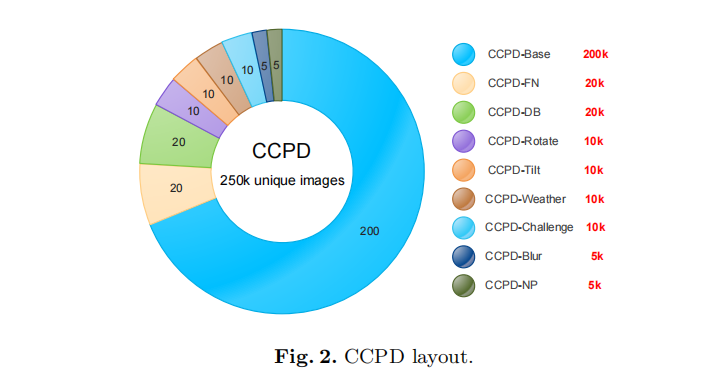 CCPD
250k unique images
200
20
20
10
10
10
10
5
5
CCPD-Base 200k
CCPD-FN 20k
CCPD-DB 20k
CCPD-Rotate 10k
CCPD-Tilt 10k
CCPD-Weather 10k
CCPD-Challenge 10k
CCPD-Blur 5k
CCPD-NP 5k
Fig. 2. CCPD layout.